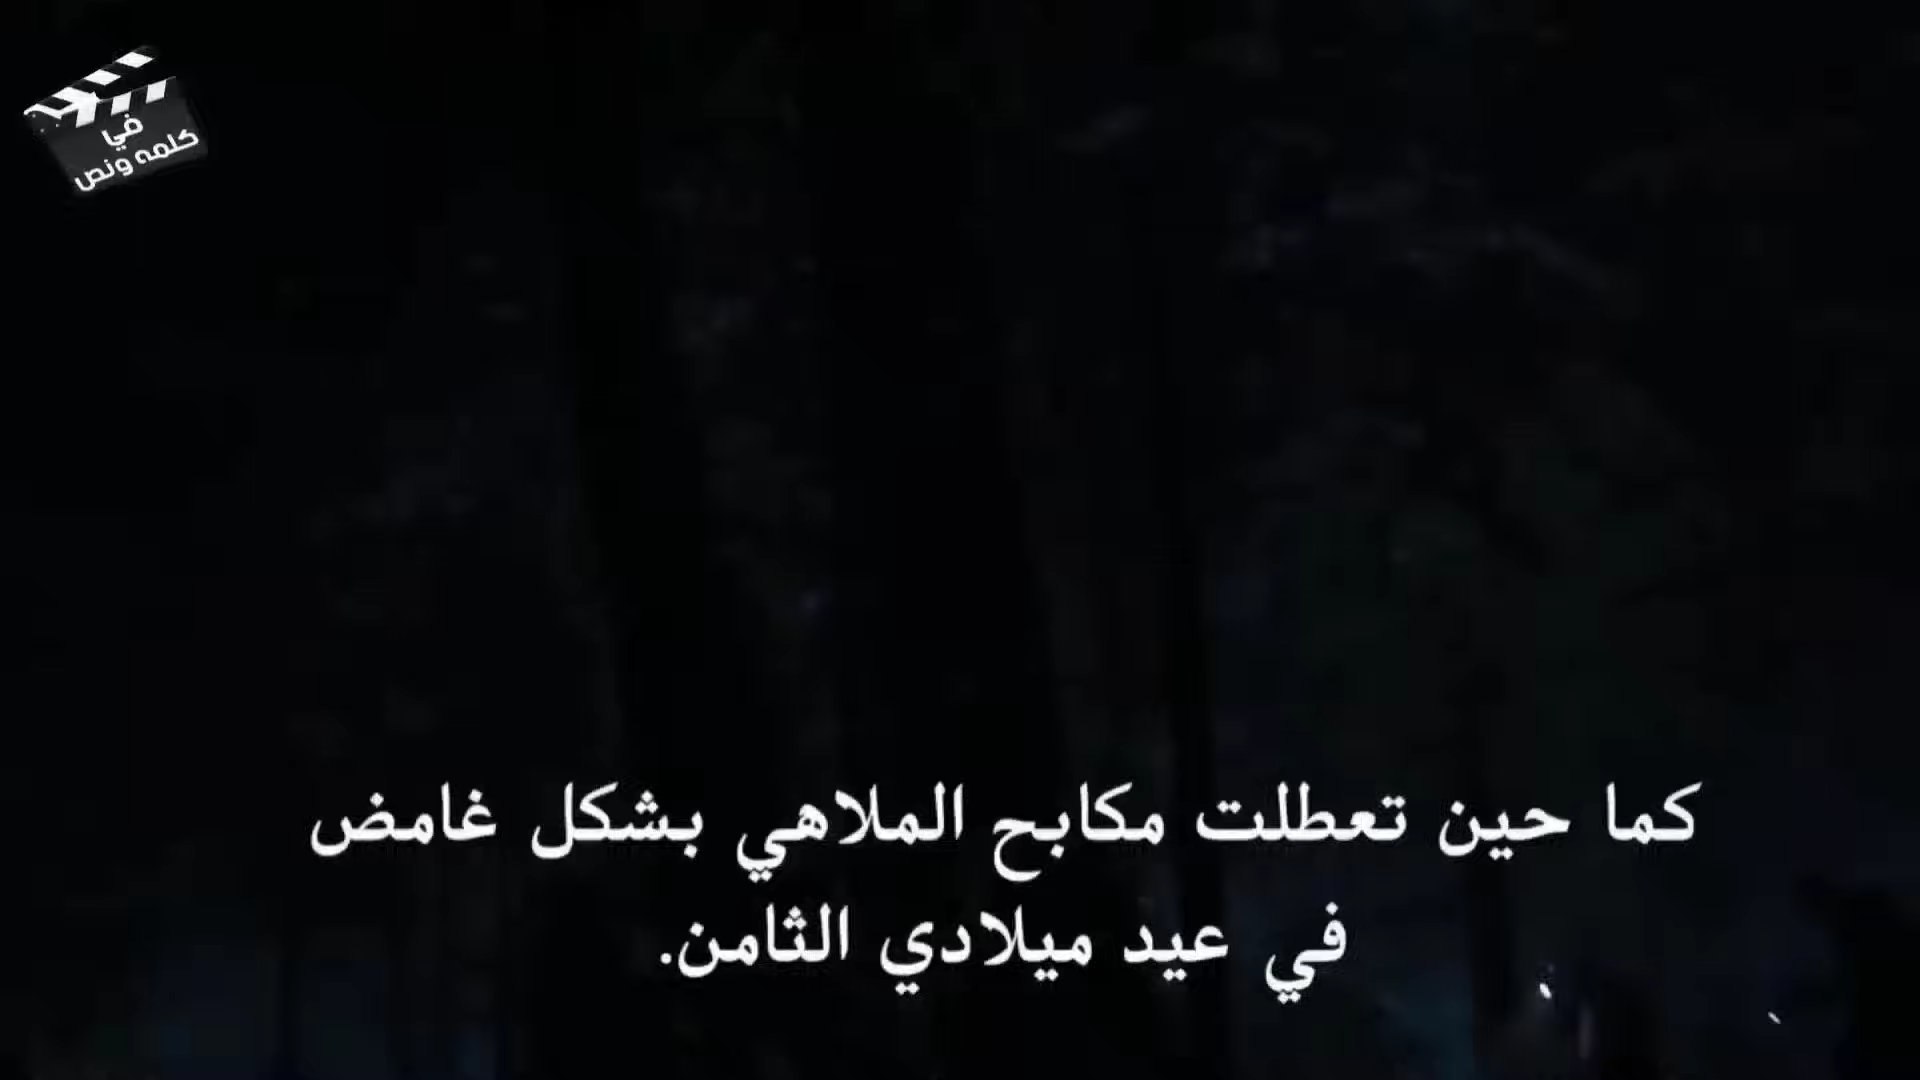 في
كلمه ونص
كما حين تعطلت مكابح الملاهي بشكل غامض
في عيد ميلادي الثامن.